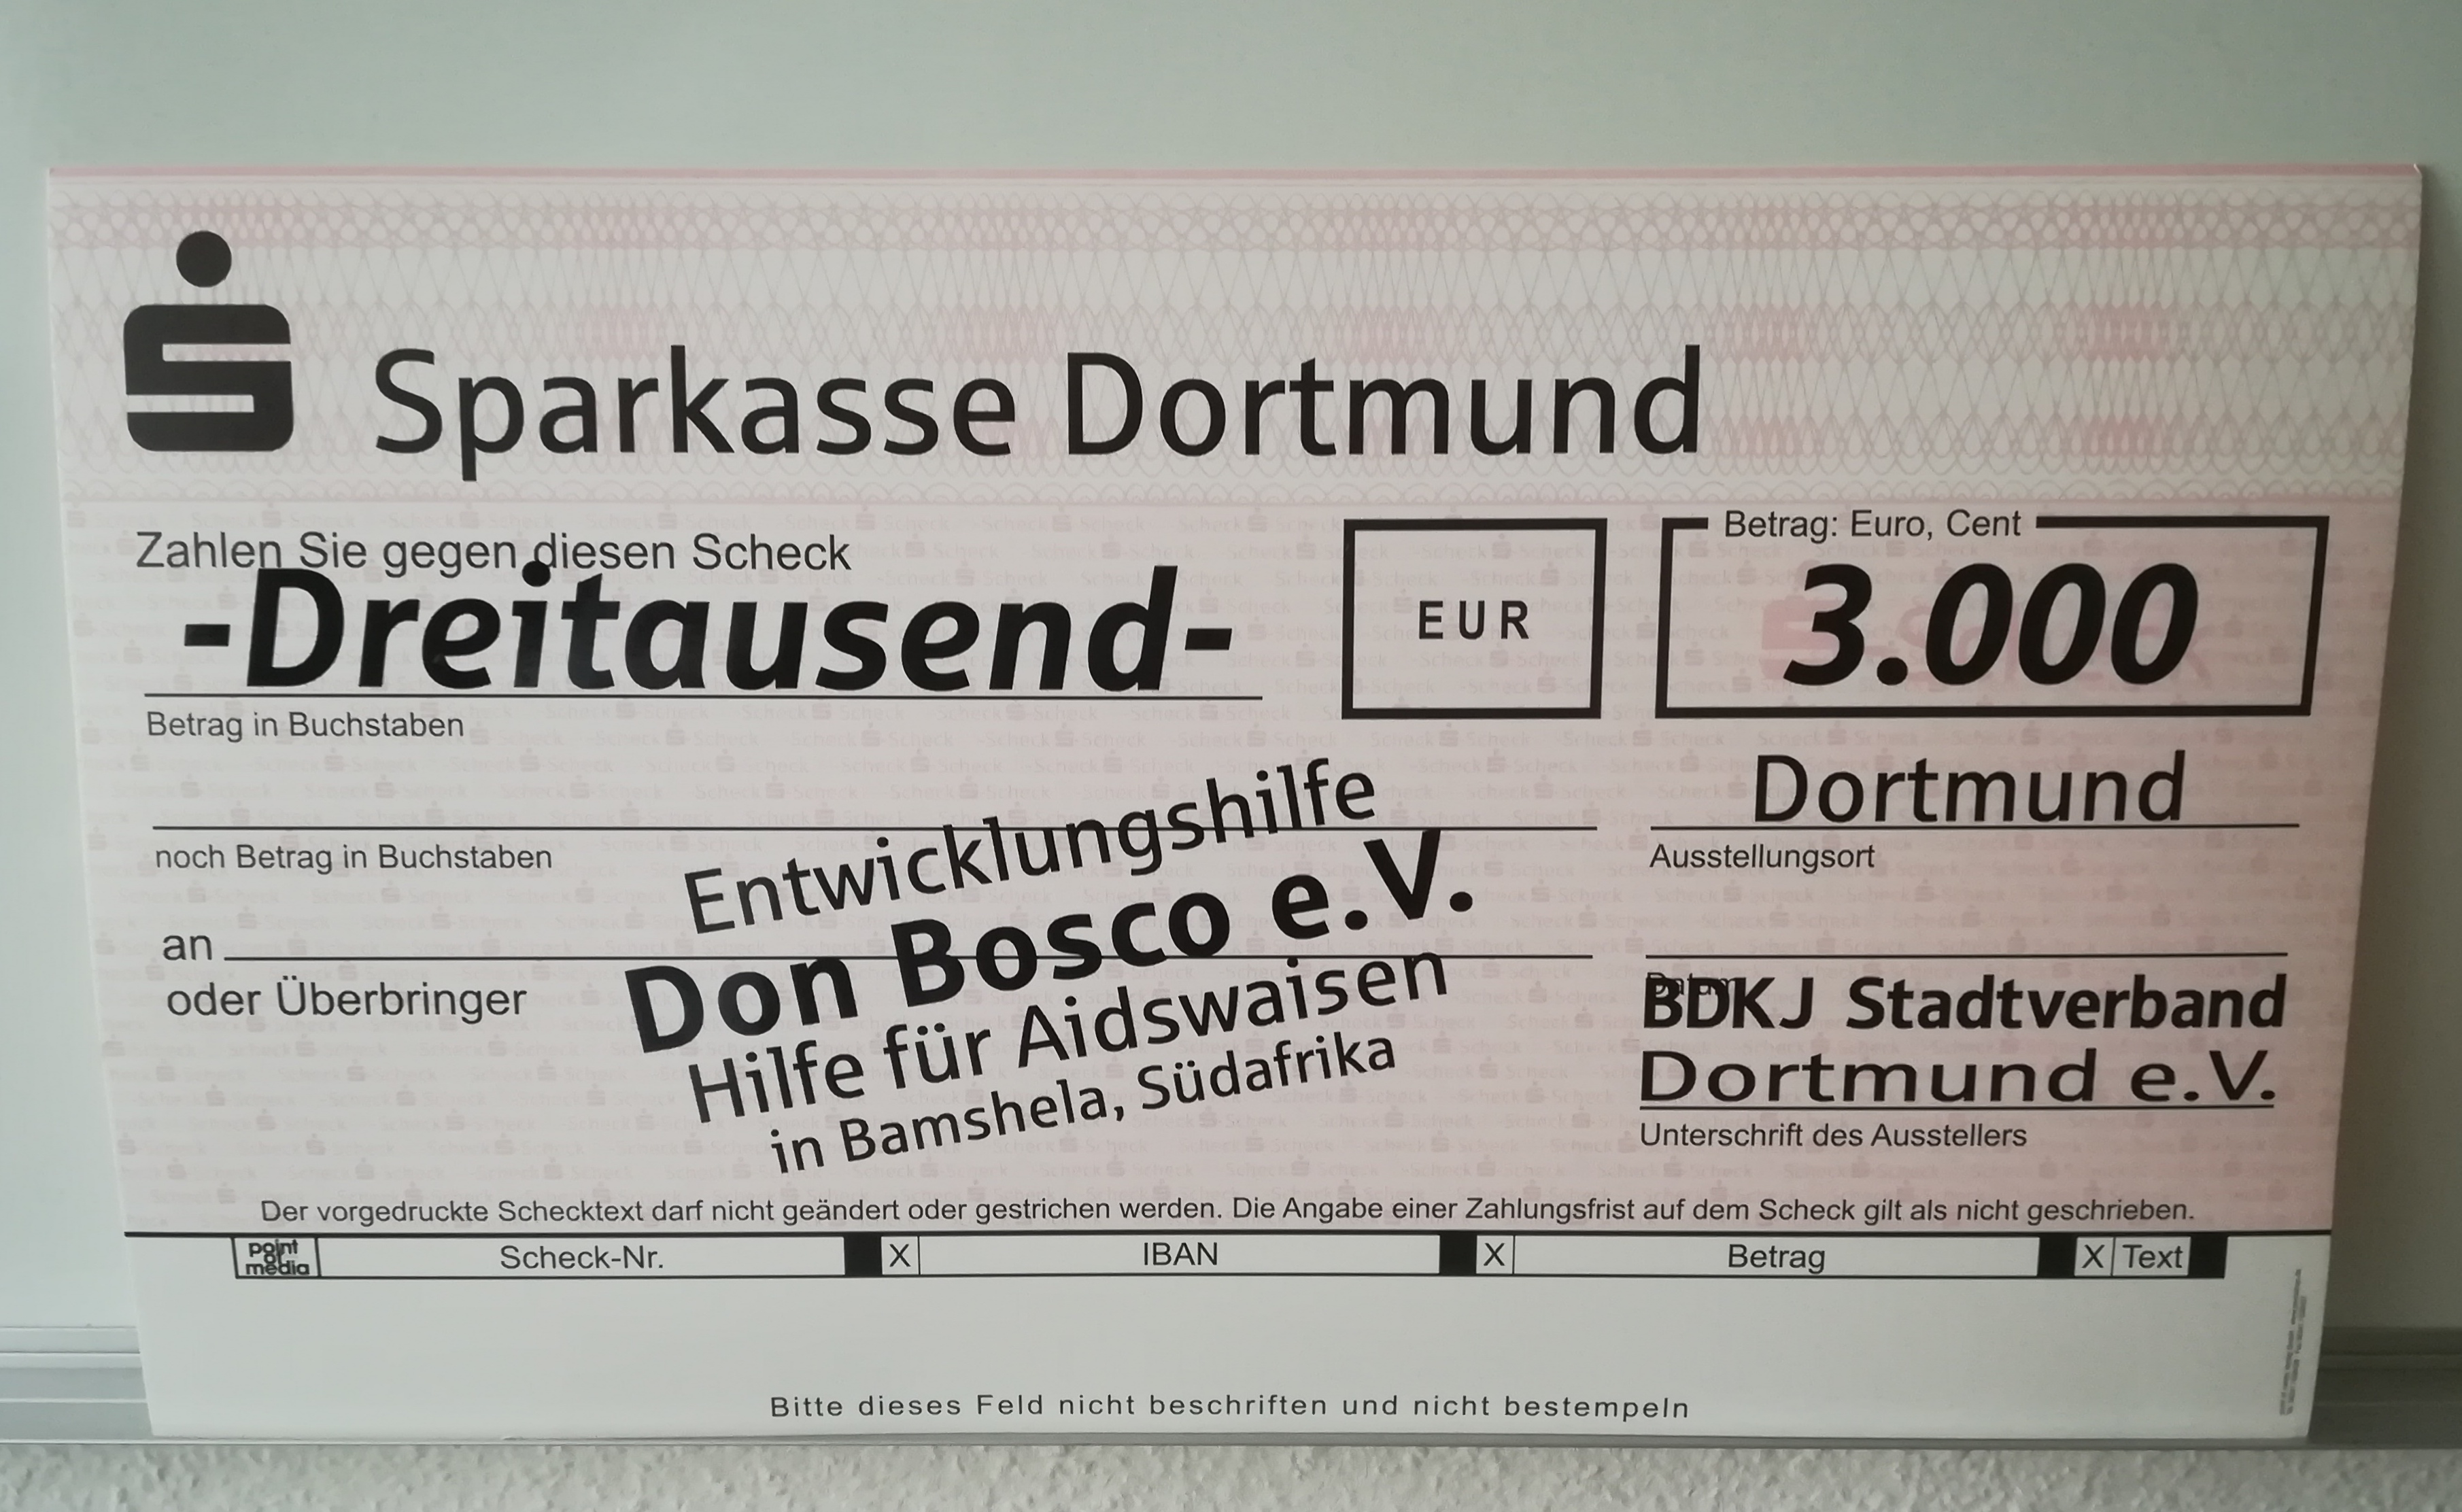 Sparkasse Dortmund
Zahlen Sie gegen diesen Scheck
-Dreitausend-
EUR
Betrag: Euro, Cent
3.000
Betrag in Buchstaben
Dortmund
noch Betrag in Buchstaben
Ausstellungsort
Entwicklungshilfe
an
Don Bosco e.V.
oder Überbringer
Hilfe für Aidswaisen
in Bamshela, Südafrika
Datum
BDKJ Stadtverband
Dortmund e.V.
Unterschrift des Ausstellers
Der vorgedruckte Schecktext darf nicht geändert oder gestrichen werden. Die Angabe einer Zahlungsfrist auf dem Scheck gilt als nicht geschrieben.
point of media Scheck-Nr. X IBAN X Betrag X Text
Bitte dieses Feld nicht beschriften und nicht bestempeln